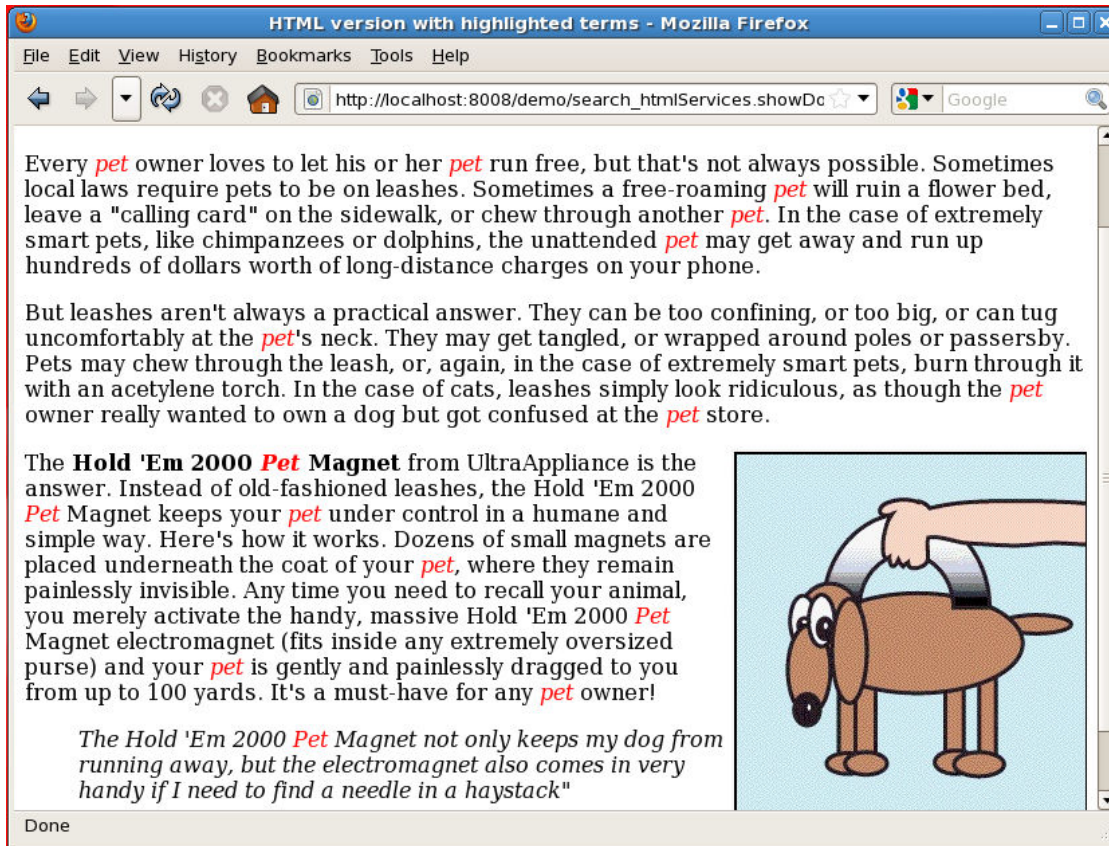 HTML version with highlighted terms - Mozilla Firefox
File Edit View History Bookmarks Tools Help
http://localhost:8008/demo/search_htmlServices.showDo
Google
Every pet owner loves to let his or her pet run free, but that's not always possible. Sometimes
local laws require pets to be on leashes. Sometimes a free-roaming pet will ruin a flower bed,
leave a "calling card" on the sidewalk, or chew through another pet. In the case of extremely
smart pets, like chimpanzees or dolphins, the unattended pet may get away and run up
hundreds of dollars worth of long-distance charges on your phone.
But leashes aren't always a practical answer. They can be too confining, or too big, or can tug
uncomfortably at the pet's neck. They may get tangled, or wrapped around poles or passersby.
Pets may chew through the leash, or, again, in the case of extremely smart pets, burn through it
with an acetylene torch. In the case of cats, leashes simply look ridiculous, as though the pet
owner really wanted to own a dog but got confused at the pet store.
The Hold 'Em 2000 Pet Magnet from UltraAppliance is the
answer. Instead of old-fashioned leashes, the Hold 'Em 2000
Pet Magnet keeps your pet under control in a humane and
simple way. Here's how it works. Dozens of small magnets are
placed underneath the coat of your pet, where they remain
painlessly invisible. Any time you need to recall your animal,
you merely activate the handy, massive Hold 'Em 2000 Pet
Magnet electromagnet (fits inside any extremely oversized
purse) and your pet is gently and painlessly dragged to you
from up to 100 yards. It's a must-have for any pet owner!
The Hold 'Em 2000 Pet Magnet not only keeps my dog from
running away, but the electromagnet also comes in very
handy if I need to find a needle in a haystack"
Done